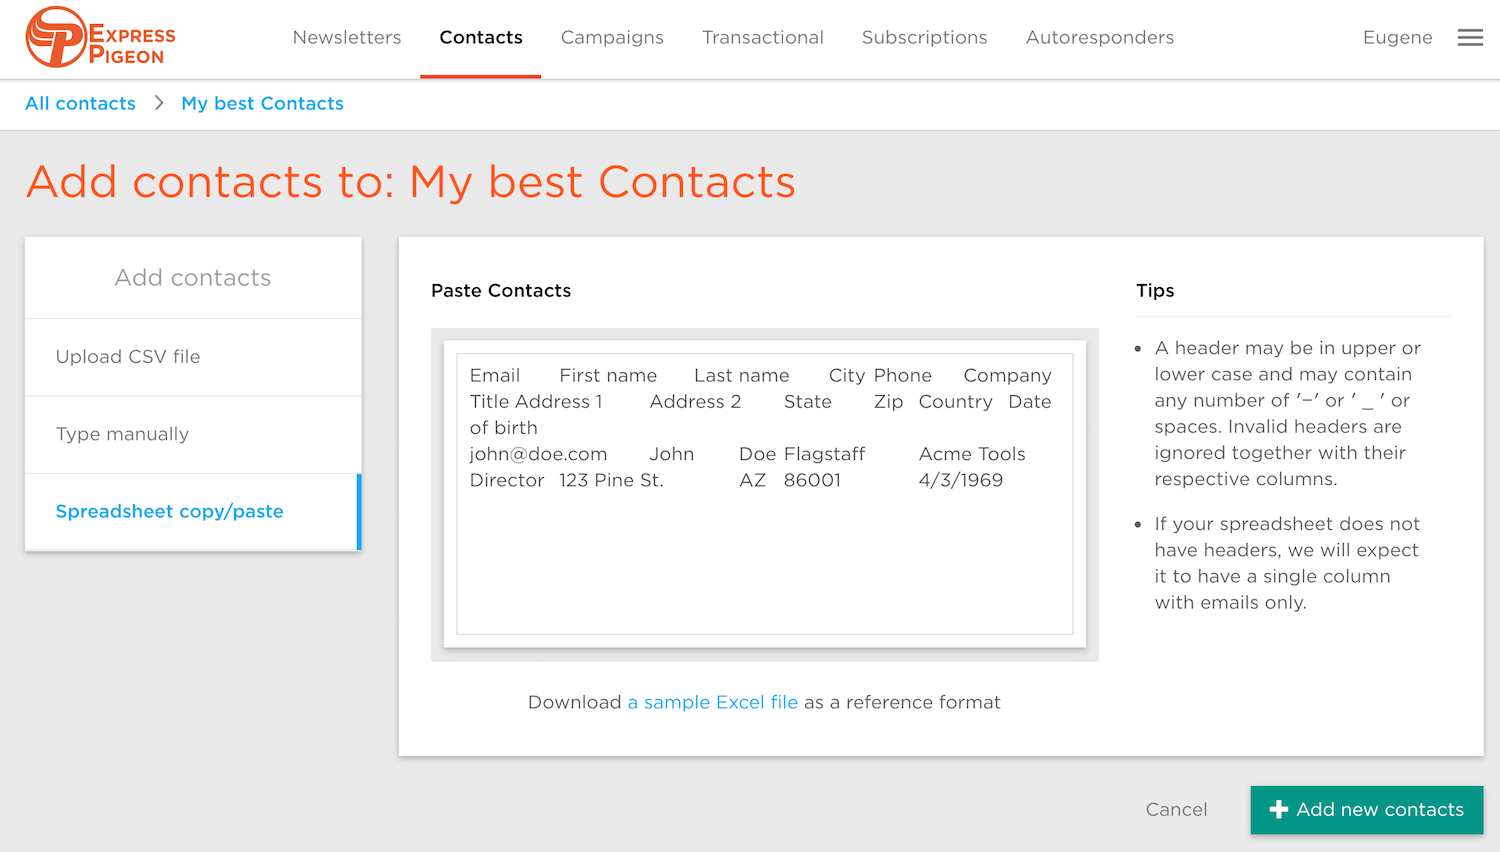 EXPRESS
PIGEON
Newsletters
Contacts
Campaigns
Transactional
Subscriptions
Autoresponders
Eugene
All contacts > My best Contacts
Add contacts to: My best Contacts
Add contacts
Upload CSV file
Type manually
Spreadsheet copy/paste
Paste Contacts
Email First name Last name City Phone Company
Title Address 1 Address 2 State Zip Country Date
of birth
john@doe.com John Doe Flagstaff Acme Tools
Director 123 Pine St. AZ 86001 4/3/1969
Download a sample Excel file as a reference format
Tips
• A header may be in upper or
lower case and may contain
any number of '–' or ' _ ' or
spaces. Invalid headers are
ignored together with their
respective columns.
• If your spreadsheet does not
have headers, we will expect
it to have a single column
with emails only.
Cancel
+ Add new contacts